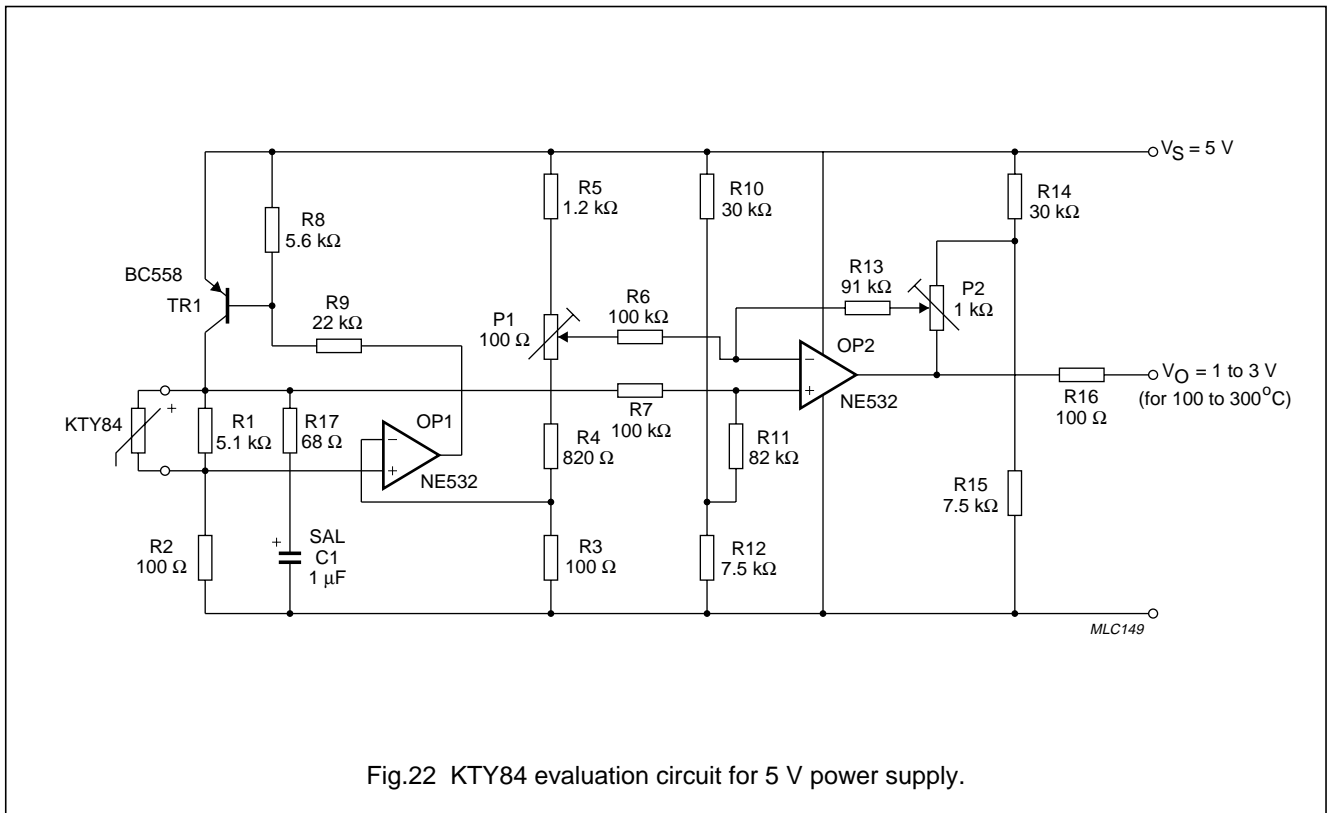 VS = 5 V
R14
30 kΩ
R5
1.2 kΩ
R10
30 kΩ
R8
5.6 kΩ
BC558
TR1
R9
22 kΩ
R13
91 kΩ
P2
1 kΩ
P1
100 Ω
R6
100 kΩ
OP2
NE532
VO = 1 to 3 V
(for 100 to 300°C)
R16
100 Ω
KTY84
+
R1
5.1 kΩ
R17
68 Ω
OP1
−
+
NE532
R7
100 kΩ
−
+
R4
820 Ω
R11
82 kΩ
R15
7.5 kΩ
R2
100 Ω
+
SAL
C1
1 μF
R3
100 Ω
R12
7.5 kΩ
MLC149
Fig.22 KTY84 evaluation circuit for 5 V power supply.